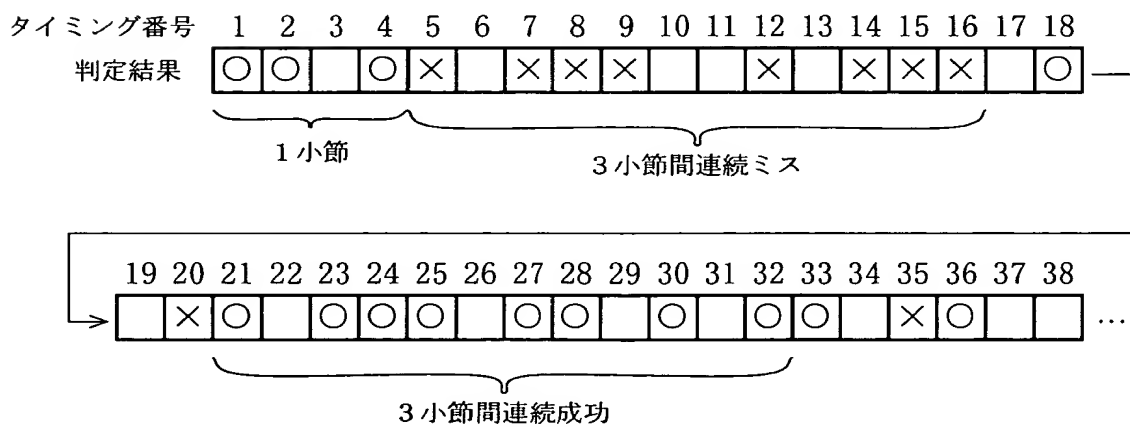 タイミング番号 1 2 3 4 5 6 7 8 9 10 11 12 13 14 15 16 17 18
判定結果 ○ ○ ○ × × × × × × × × ○
1小節 3小節間連続ミス
19 20 21 22 23 24 25 26 27 28 29 30 31 32 33 34 35 36 37 38
× ○ ○ ○ ○ ○ ○ ○ ○ ○ × ○ …
3小節間連続成功